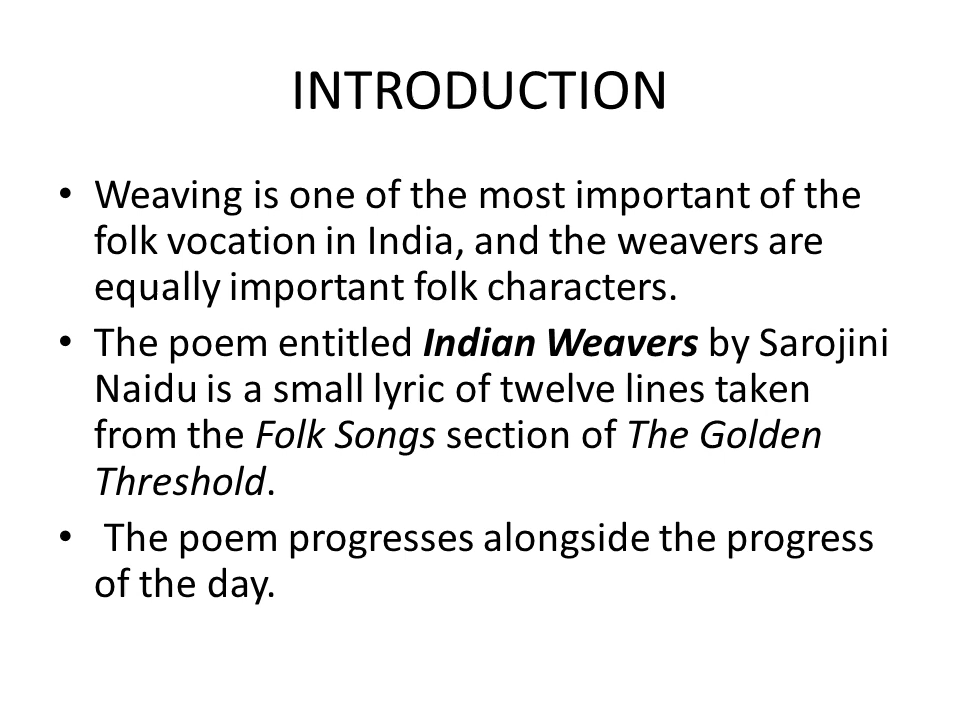 INTRODUCTION
• Weaving is one of the most important of the
folk vocation in India, and the weavers are
equally important folk characters.
• The poem entitled Indian Weavers by Sarojini
Naidu is a small lyric of twelve lines taken
from the Folk Songs section of The Golden
Threshold.
• The poem progresses alongside the progress
of the day.